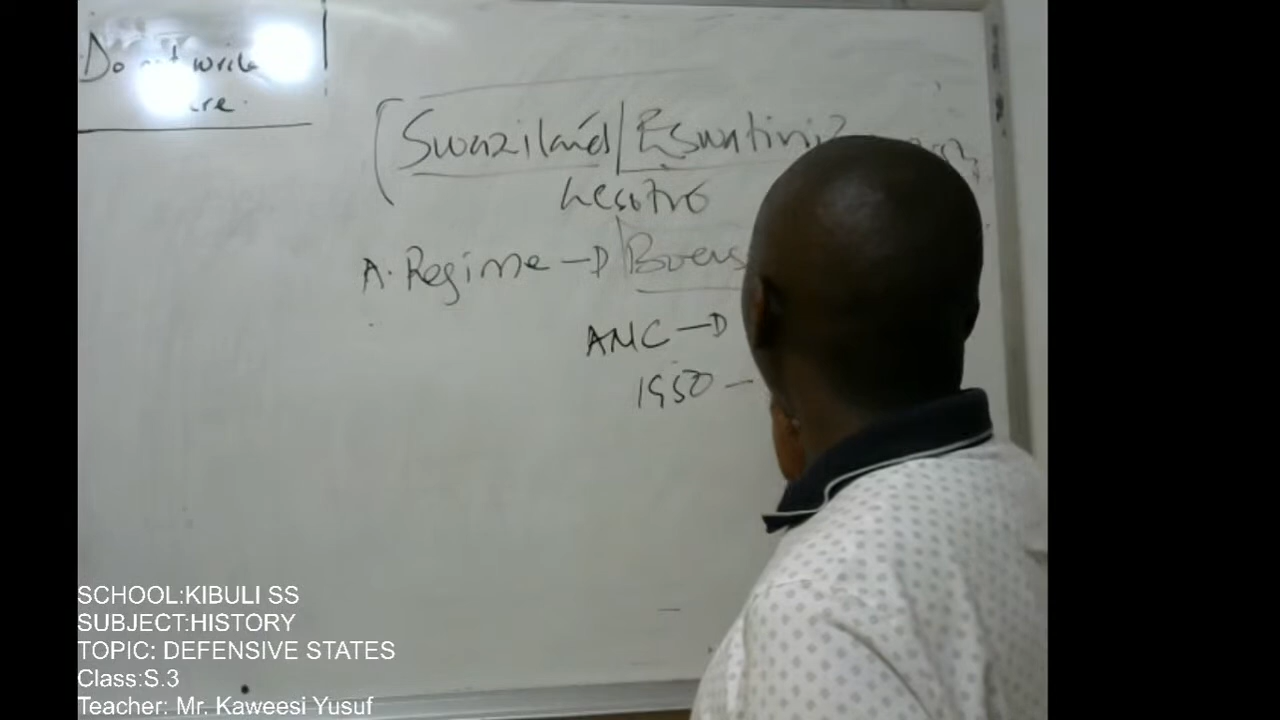 Do not write
here.
(Swaziland/Eswatini
Lesotho
A. Regime → Boers
ANC →
1950 -
SCHOOL:KIBULI SS
SUBJECT:HISTORY
TOPIC: DEFENSIVE STATES
Class:S.3
Teacher: Mr. Kaweesi Yusuf